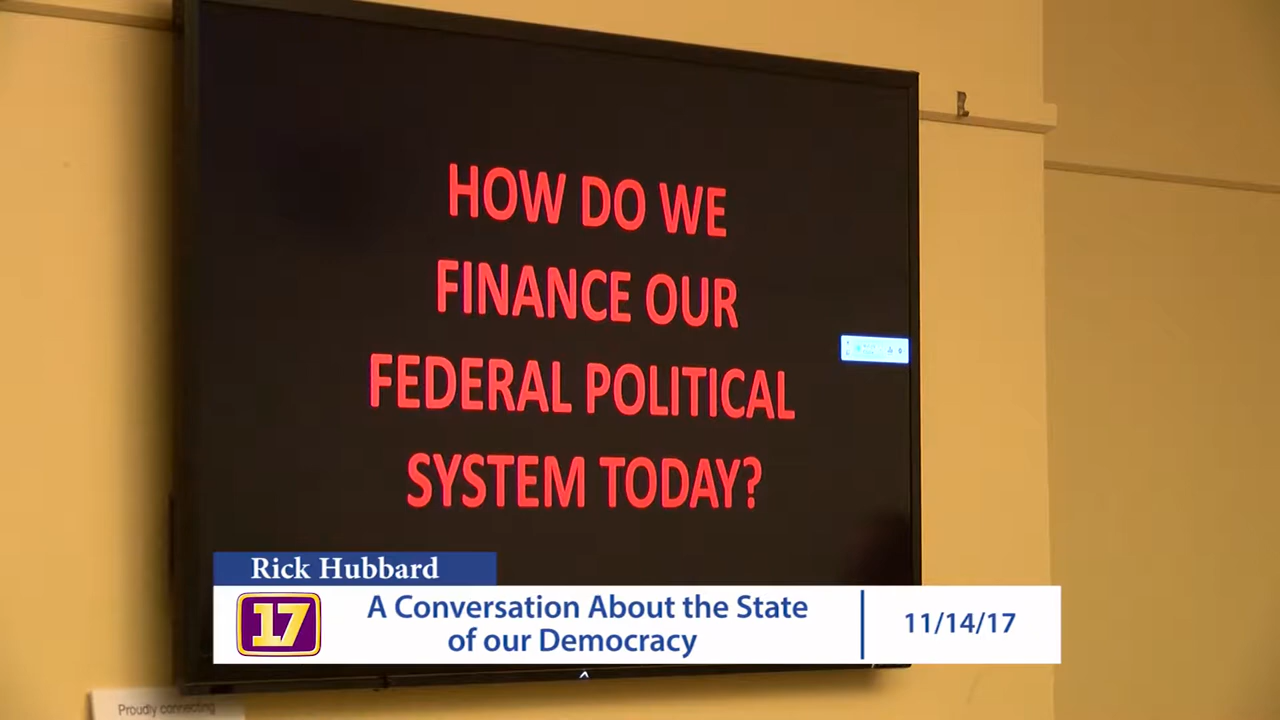 HOW DO WE
FINANCE OUR
FEDERAL POLITICAL
SYSTEM TODAY?
Rick Hubbard
17
A Conversation About the State
of our Democracy
11/14/17
Proudly connecting